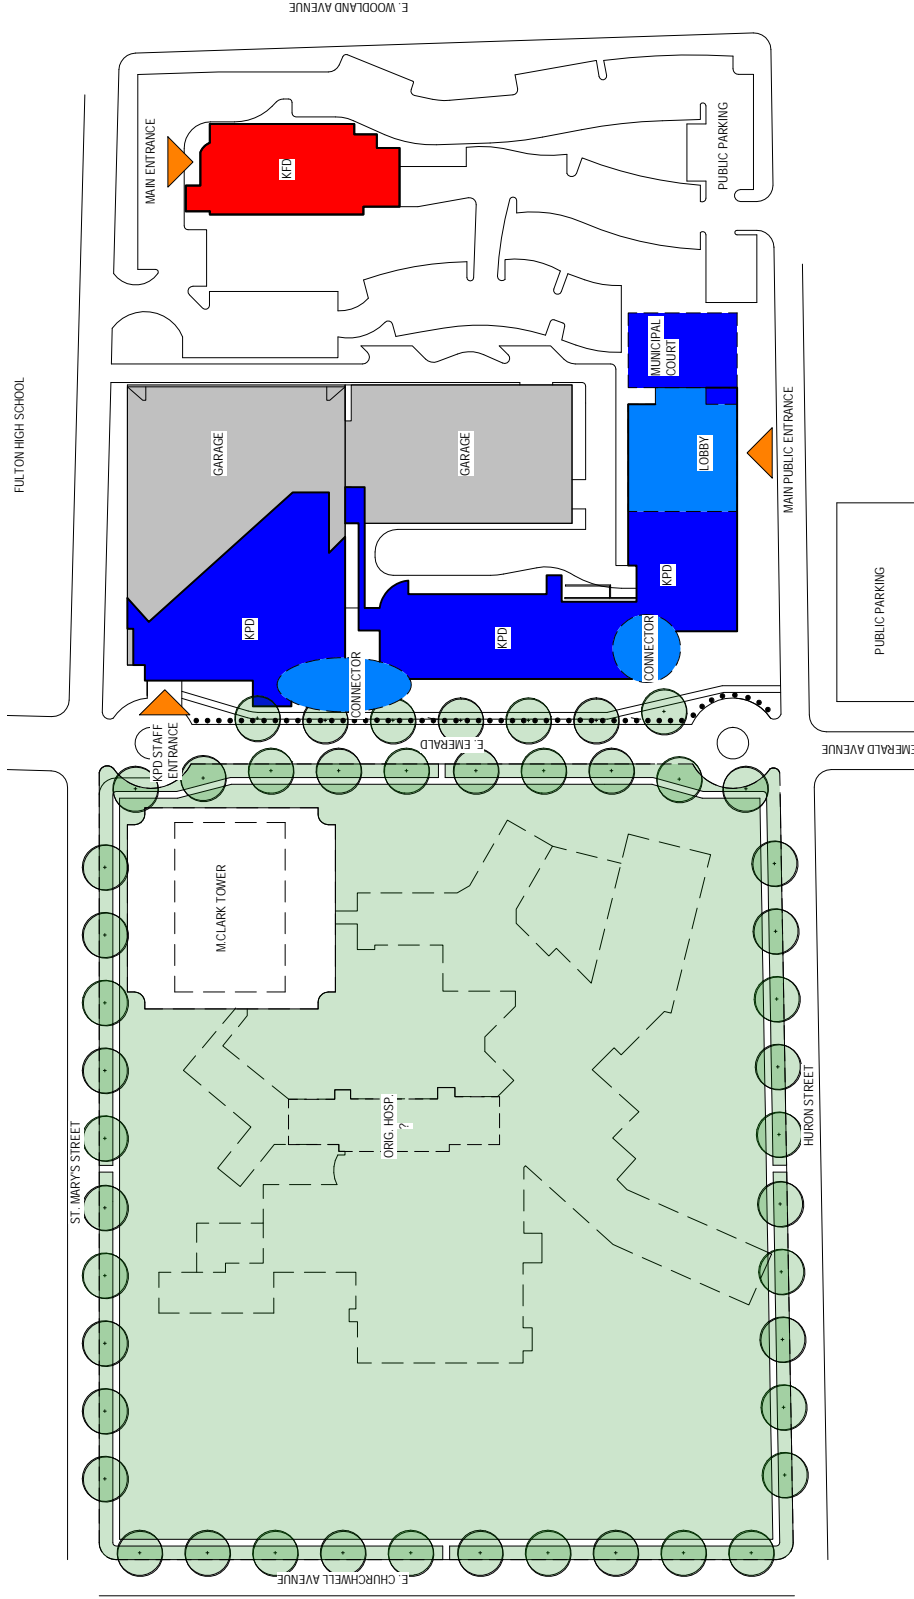 E. WOODLAND AVENUE
MAIN ENTRANCE
KFD
PUBLIC PARKING
FULTON HIGH SCHOOL
MUNICIPAL
COURT
GARAGE
GARAGE
LOBBY
MAIN PUBLIC ENTRANCE
KPD
KPD
KPD
CONNECTOR
CONNECTOR
PUBLIC PARKING
KPD STAFF
ENTRANCE
E. EMERALD
EMERALD AVENUE
M.CLARK TOWER
ORIG. HOSP.
?
ST. MARY'S STREET
HURON STREET
E. CHURCHWELL AVENUE